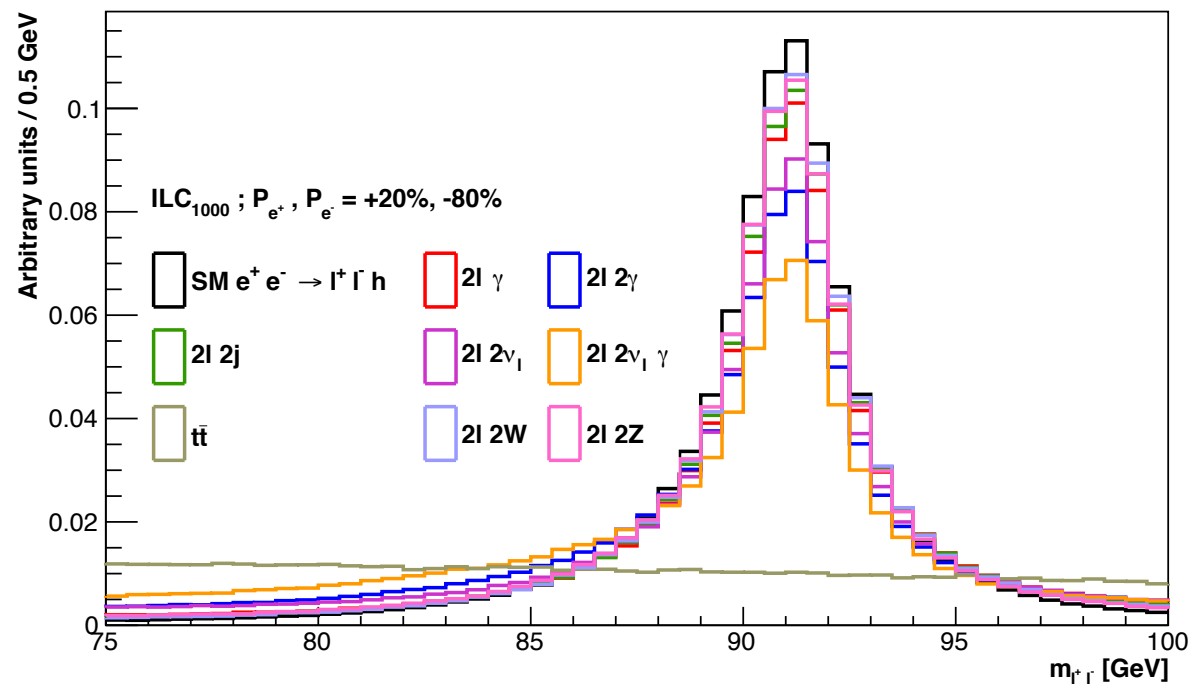 Arbitrary units / 0.5 GeV
0.1
0.08
0.06
0.04
0.02
0
ILC₁₀₀₀ ; Pₑ⁺ , Pₑ⁻ = +20%, -80%
SM e⁺ e⁻ → l⁺ l⁻ h
2l γ
2l 2γ
2l 2j
2l 2νₗ
2l 2νₗ γ
tt̄
2l 2W
2l 2Z
75 80 85 90 95 100
m_{l⁺ l⁻} [GeV]